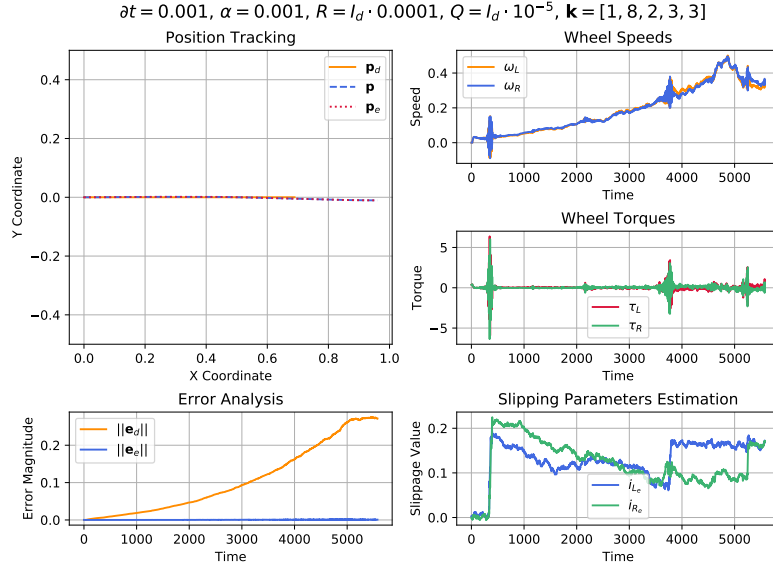 ∂t = 0.001, α = 0.001, R = I_d · 0.0001, Q = I_d · 10⁻⁵, k = [1, 8, 2, 3, 3]
Position Tracking
0.4
0.2
0.0
−0.2
−0.4
Y Coordinate
0.0 0.2 0.4 0.6 0.8 1.0
X Coordinate
p_d
p
p_e
Wheel Speeds
0.4
0.2
0.0
Speed
ω_L
ω_R
0 1000 2000 3000 4000 5000
Time
Wheel Torques
5
0
−5
Torque
τ_L
τ_R
0 1000 2000 3000 4000 5000
Time
Error Analysis
0.2
0.1
0.0
Error Magnitude
||e_d||
||e_e||
0 1000 2000 3000 4000 5000
Time
Slipping Parameters Estimation
0.2
0.1
0.0
Slippage Value
i_{L_e}
i_{R_e}
0 1000 2000 3000 4000 5000
Time